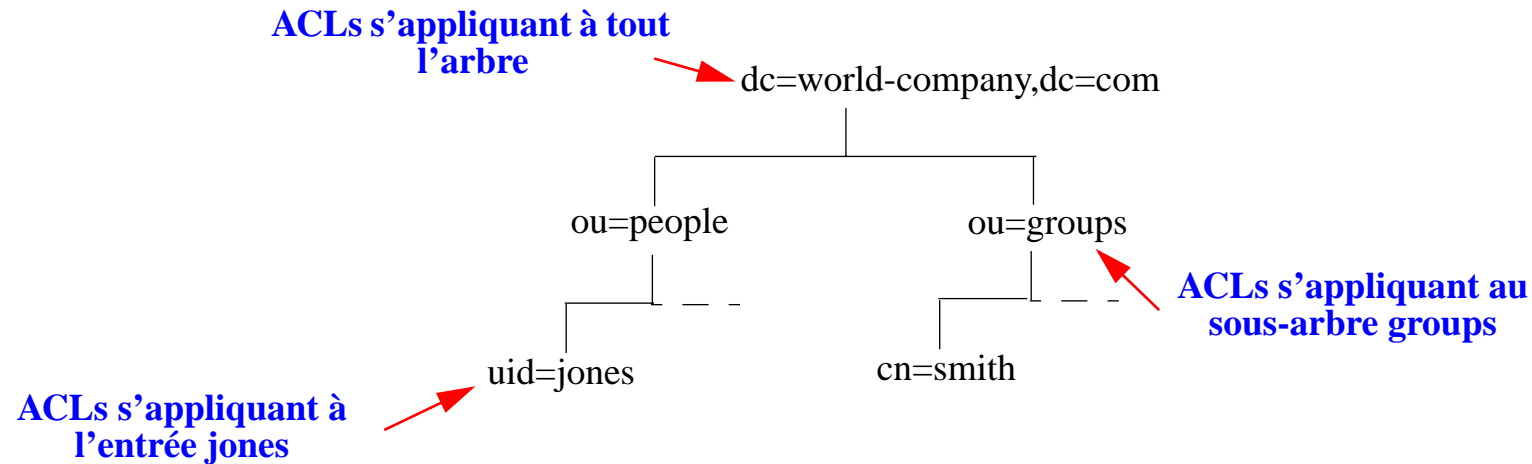 ACLs s’appliquant à tout
l’arbre
dc=world-company,dc=com
ou=people
ou=groups
ACLs s’appliquant au
sous-arbre groups
uid=jones
cn=smith
ACLs s’appliquant à
l’entrée jones